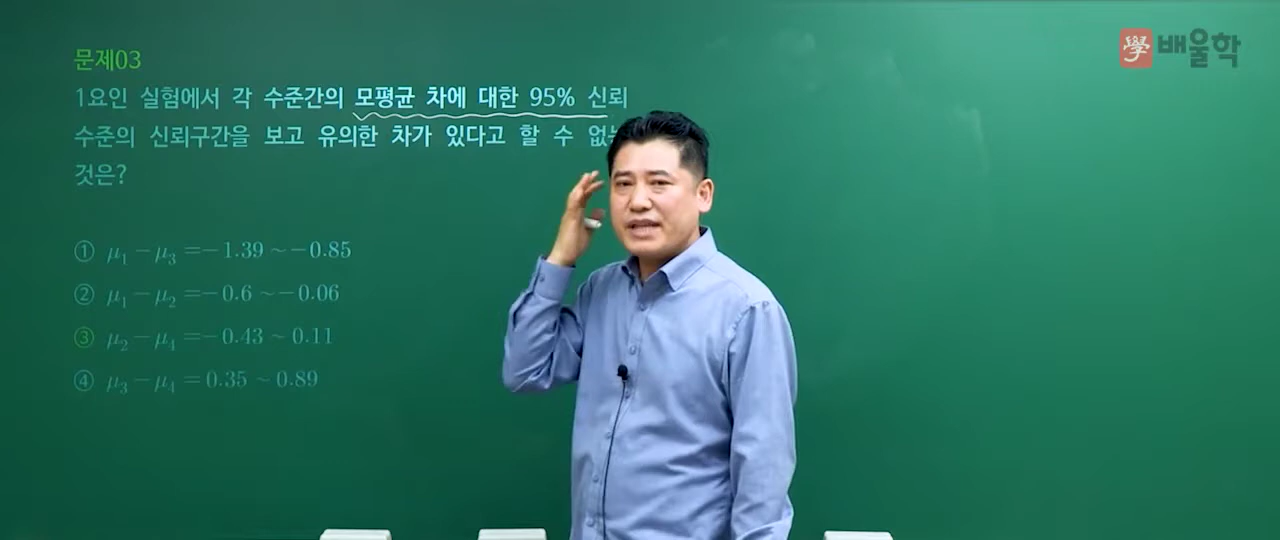 學 배울학
문제03
1요인 실험에서 각 수준간의 모평균 차에 대한 95% 신뢰
수준의 신뢰구간을 보고 유의한 차가 있다고 할 수
것은?
① μ₁ − μ₃ = − 1.39 ~ − 0.85
② μ₁ − μ₂ = − 0.6 ~ − 0.06
③ μ₂ − μ₄ = − 0.43 ~ 0.11
④ μ₃ − μ₄ = 0.35 ~ 0.89